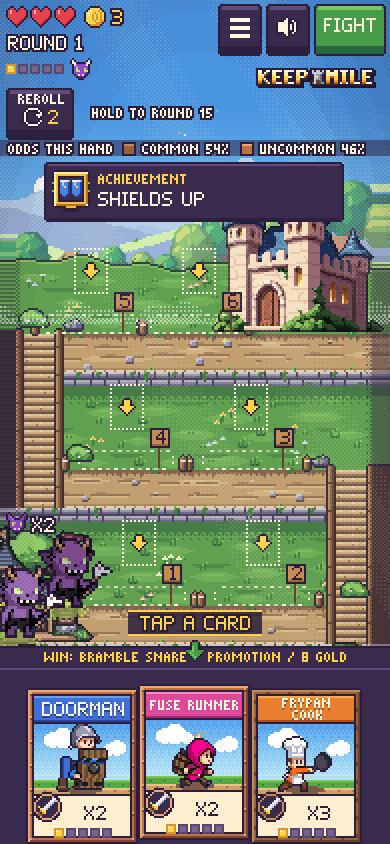 3
FIGHT
ROUND 1
KEEP MILE
REROLL
2
HOLD TO ROUND 15
ODDS THIS HAND COMMON 54% UNCOMMON 46%
ACHIEVEMENT
SHIELDS UP
5
6
4
3
X2
1
2
TAP A CARD
WIN: BRAMBLE SNARE PROMOTION / 8 GOLD
DOORMAN
FUSE RUNNER
FRYPAN COOK
X2
X2
X3